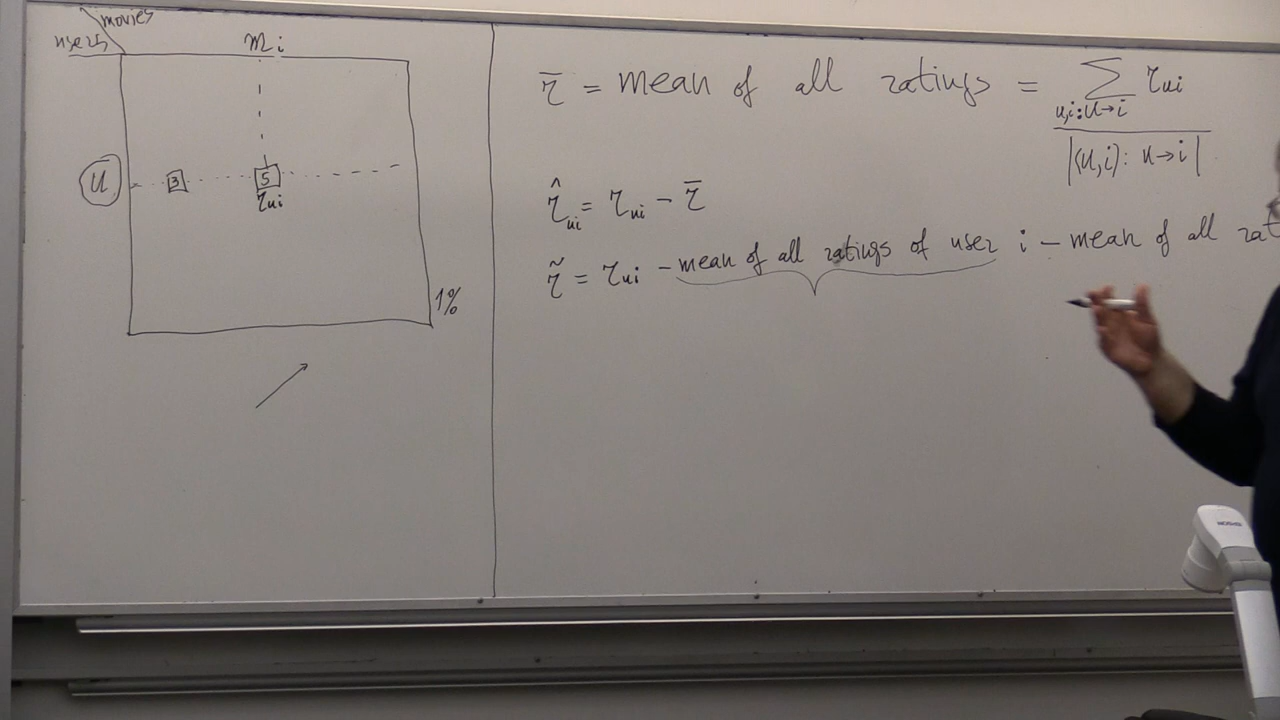 movies
users
m i
u
3
5
r ui
1%
r̄ = mean of all ratings = ∑ r ui
u,i: u→i
|(u,i): u→i|
r̂ ui = r ui − r̄
r̃ = r ui − mean of all ratings of user i − mean of all rat